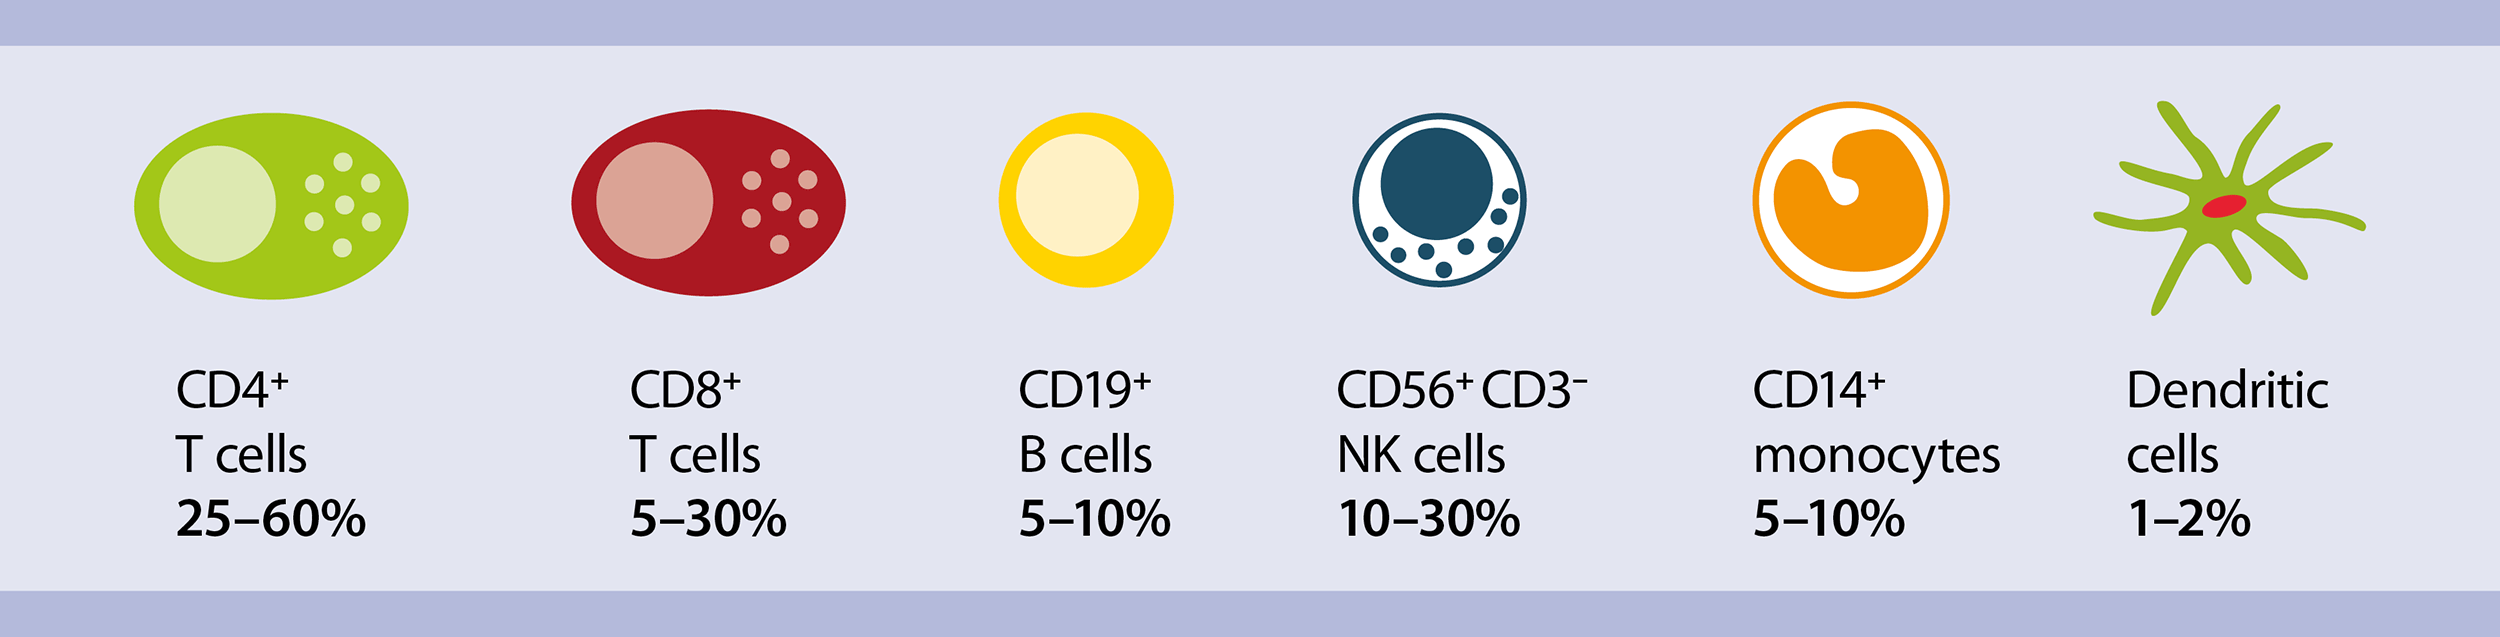 CD4⁺
T cells
25–60%
CD8⁺
T cells
5–30%
CD19⁺
B cells
5–10%
CD56⁺ CD3⁻
NK cells
10–30%
CD14⁺
monocytes
5–10%
Dendritic
cells
1–2%